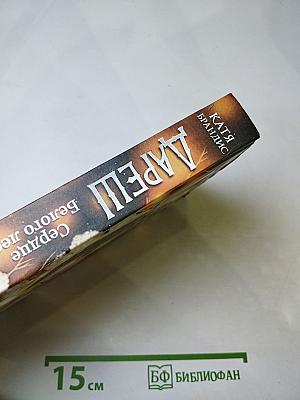 КАТЯ
БРАНДИС
ДАРЕШ
Сердце
Белого
15 см
БФ БИБЛИОФАН